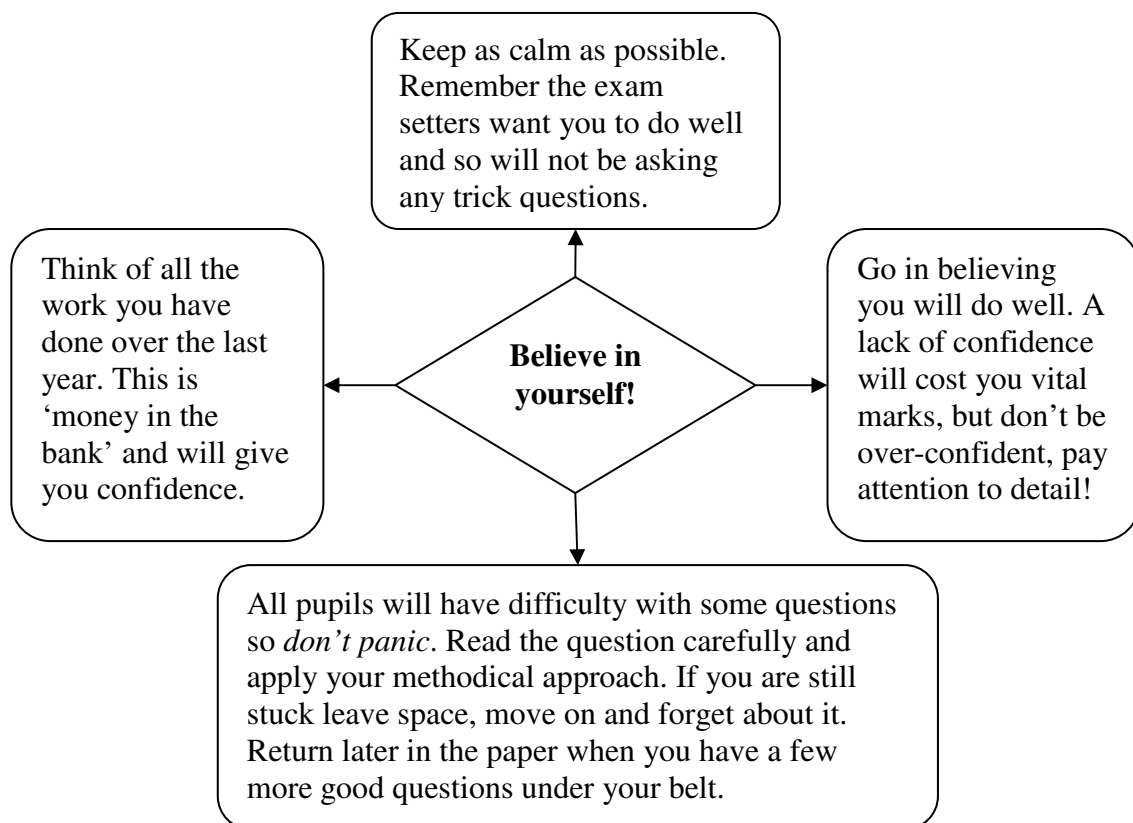 Keep as calm as possible.
Remember the exam
setters want you to do well
and so will not be asking
any trick questions.
Think of all the
work you have
done over the last
year. This is
‘money in the
bank’ and will give
you confidence.
Believe in
yourself!
Go in believing
you will do well. A
lack of confidence
will cost you vital
marks, but don’t be
over-confident, pay
attention to detail!
All pupils will have difficulty with some questions
so don’t panic. Read the question carefully and
apply your methodical approach. If you are still
stuck leave space, move on and forget about it.
Return later in the paper when you have a few
more good questions under your belt.